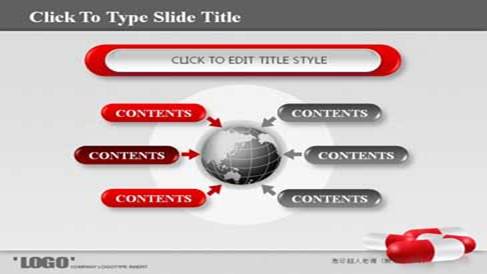 Click To Type Slide Title
CLICK TO EDIT TITLE STYLE
CONTENTS
CONTENTS
CONTENTS
CONTENTS
CONTENTS
CONTENTS
"LOGO"
COMPANY LOGOTYPE INSERT